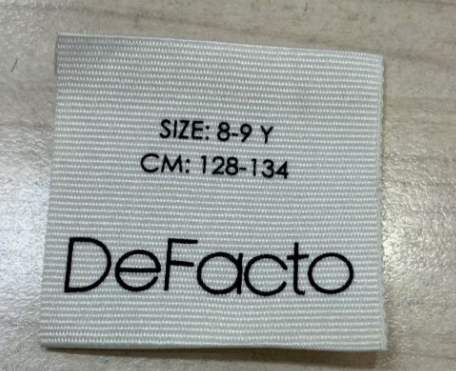 SIZE: 8-9 Y
CM: 128-134
DeFacto